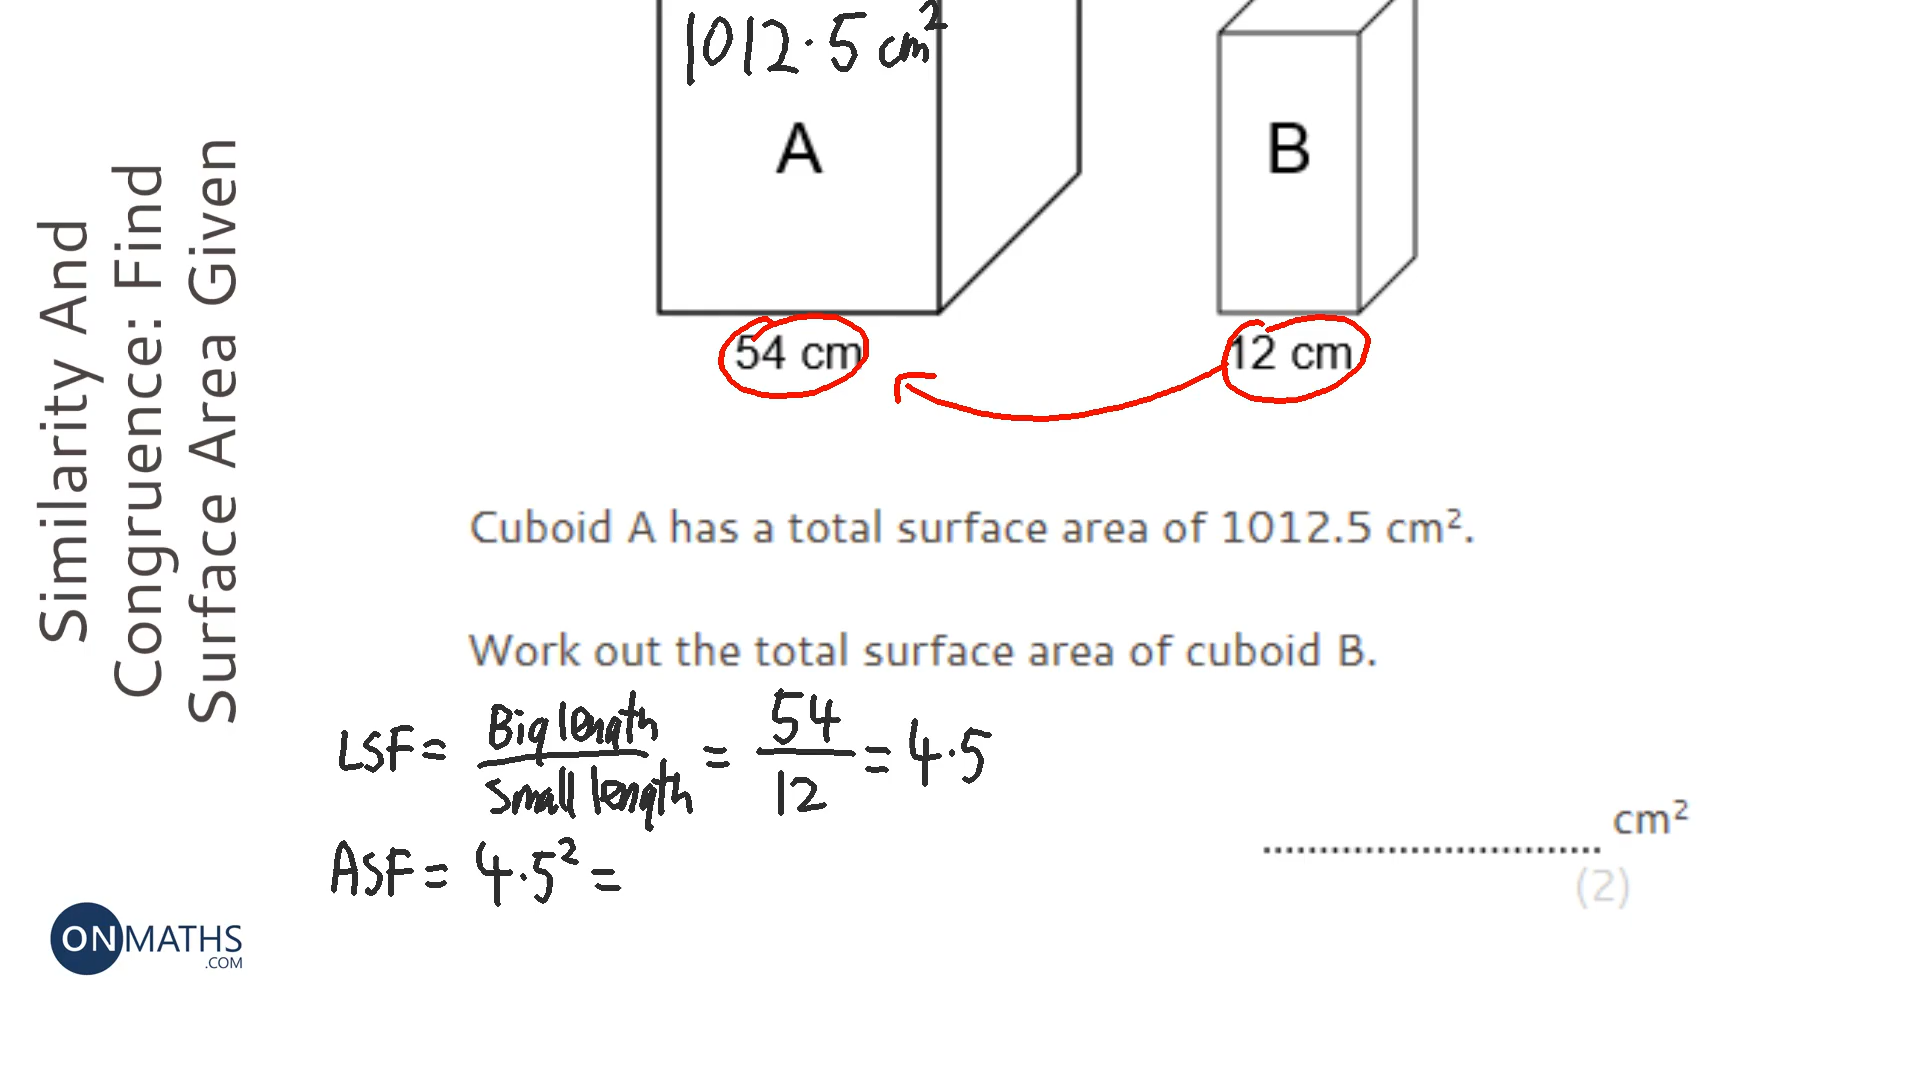 Similarity And
Congruence: Find
Surface Area Given
1012.5 cm²
A
B
54 cm
12 cm
Cuboid A has a total surface area of 1012.5 cm².
Work out the total surface area of cuboid B.
LSF = Big length / Small length = 54 / 12 = 4.5
cm²
ASF = 4.5² =
(2)
ONMATHS
.COM